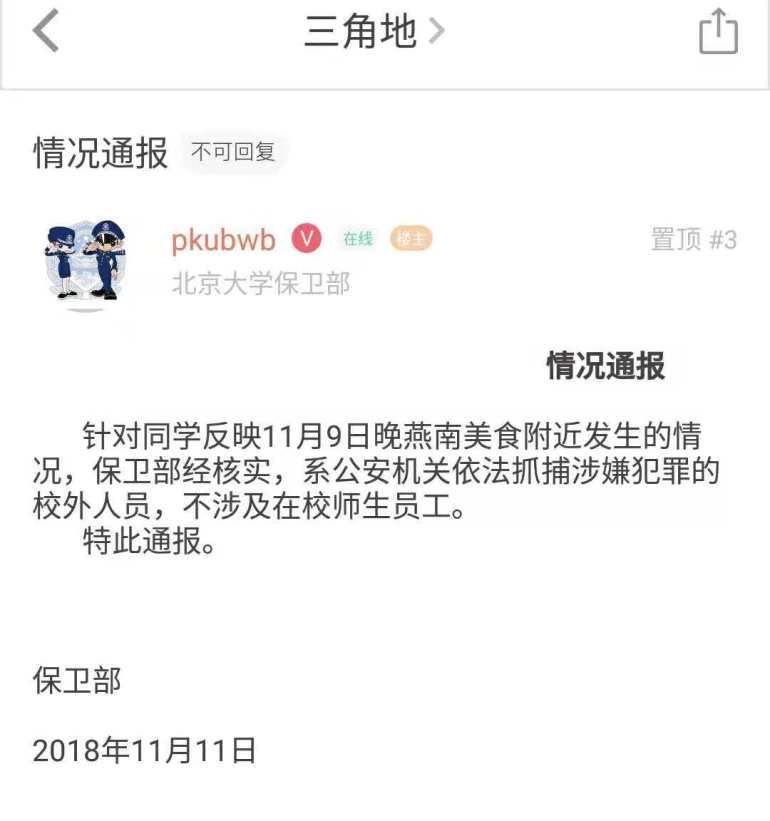 三角地
情况通报 不可回复
pkubwb V 在线 楼主 置顶 #3
北京大学保卫部
情况通报
针对同学反映11月9日晚燕南美食附近发生的情
况，保卫部经核实，系公安机关依法抓捕涉嫌犯罪的
校外人员，不涉及在校师生员工。
特此通报。
保卫部
2018年11月11日